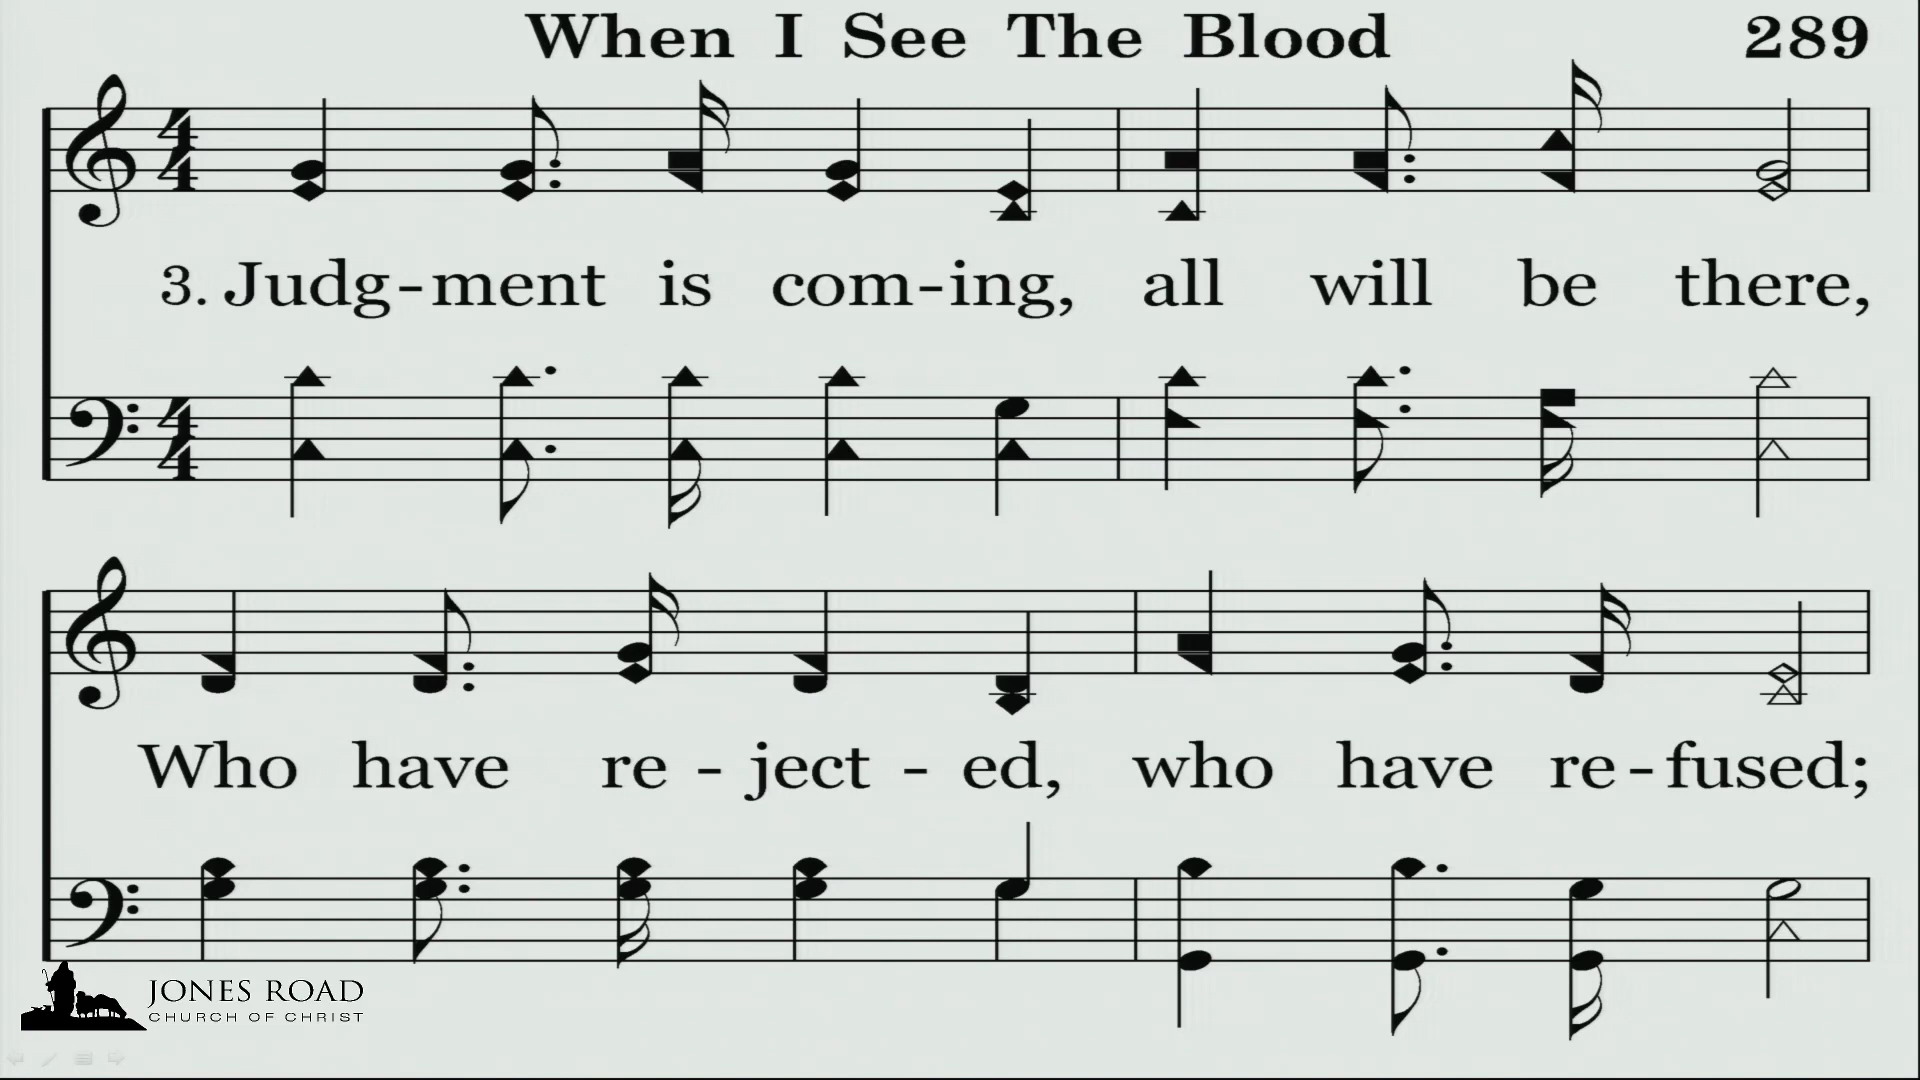 When I See The Blood 289
3. Judg-ment is com-ing, all will be there,
Who have re - ject - ed, who have re-fused;
JONES ROAD
CHURCH OF CHRIST